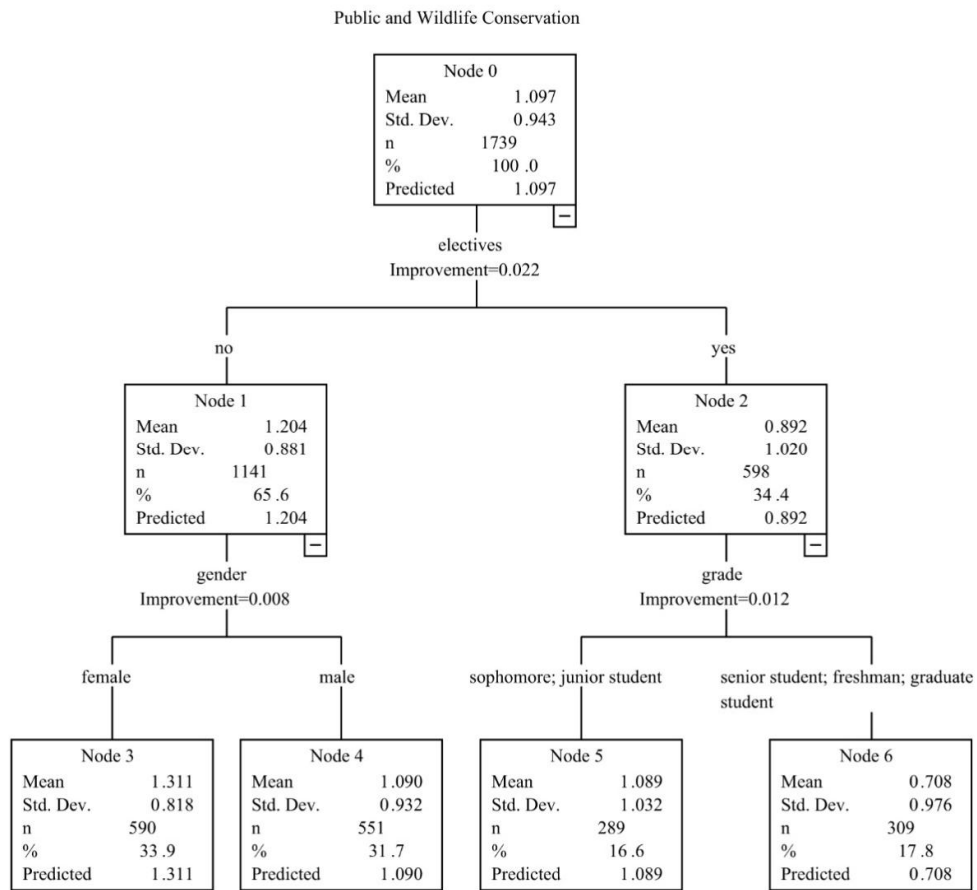 Public and Wildlife Conservation
Node 0
Mean 1.097
Std. Dev. 0.943
n 1739
% 100 .0
Predicted 1.097
electives
Improvement=0.022
no
yes
Node 1
Mean 1.204
Std. Dev. 0.881
n 1141
% 65 .6
Predicted 1.204
Node 2
Mean 0.892
Std. Dev. 1.020
n 598
% 34 .4
Predicted 0.892
gender
Improvement=0.008
grade
Improvement=0.012
female
male
sophomore; junior student
senior student; freshman; graduate
student
Node 3
Mean 1.311
Std. Dev. 0.818
n 590
% 33 .9
Predicted 1.311
Node 4
Mean 1.090
Std. Dev. 0.932
n 551
% 31.7
Predicted 1.090
Node 5
Mean 1.089
Std. Dev. 1.032
n 289
% 16 .6
Predicted 1.089
Node 6
Mean 0.708
Std. Dev. 0.976
n 309
% 17 .8
Predicted 0.708